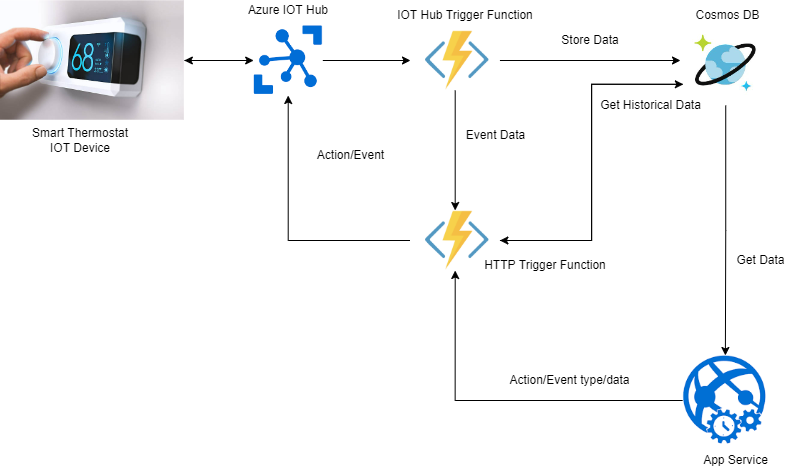 Azure IOT Hub
IOT Hub Trigger Function
Cosmos DB
Store Data
68
Get Historical Data
Smart Thermostat
IOT Device
Event Data
Action/Event
HTTP Trigger Function
Get Data
Action/Event type/data
App Service